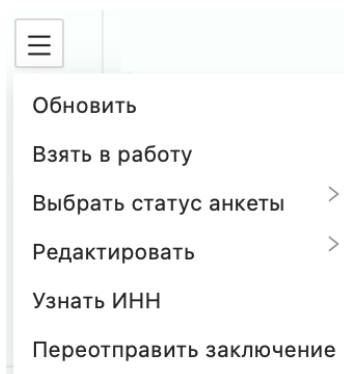 Обновить
Взять в работу
Выбрать статус анкеты
Редактировать
Узнать ИНН
Переотправить заключение